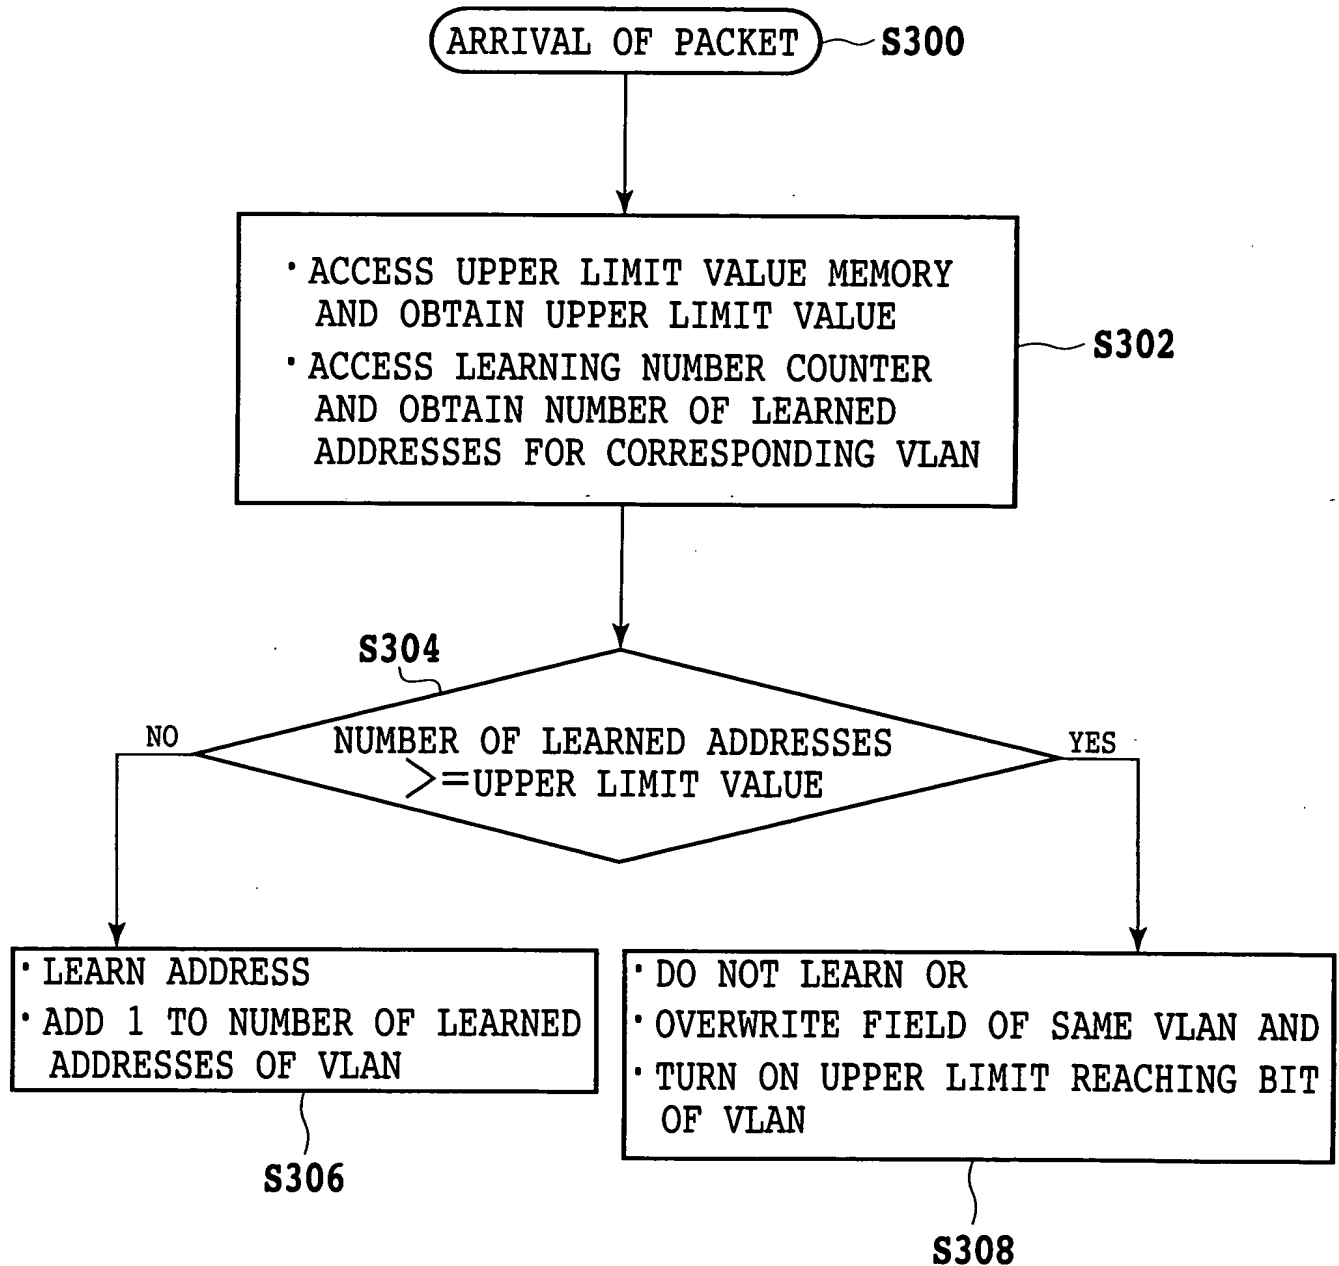 ARRIVAL OF PACKET
S300
· ACCESS UPPER LIMIT VALUE MEMORY
AND OBTAIN UPPER LIMIT VALUE
· ACCESS LEARNING NUMBER COUNTER
AND OBTAIN NUMBER OF LEARNED
ADDRESSES FOR CORRESPONDING VLAN
S302
S304
NUMBER OF LEARNED ADDRESSES
>=UPPER LIMIT VALUE
NO
YES
· LEARN ADDRESS
· ADD 1 TO NUMBER OF LEARNED
ADDRESSES OF VLAN
S306
· DO NOT LEARN OR
· OVERWRITE FIELD OF SAME VLAN AND
· TURN ON UPPER LIMIT REACHING BIT
OF VLAN
S308